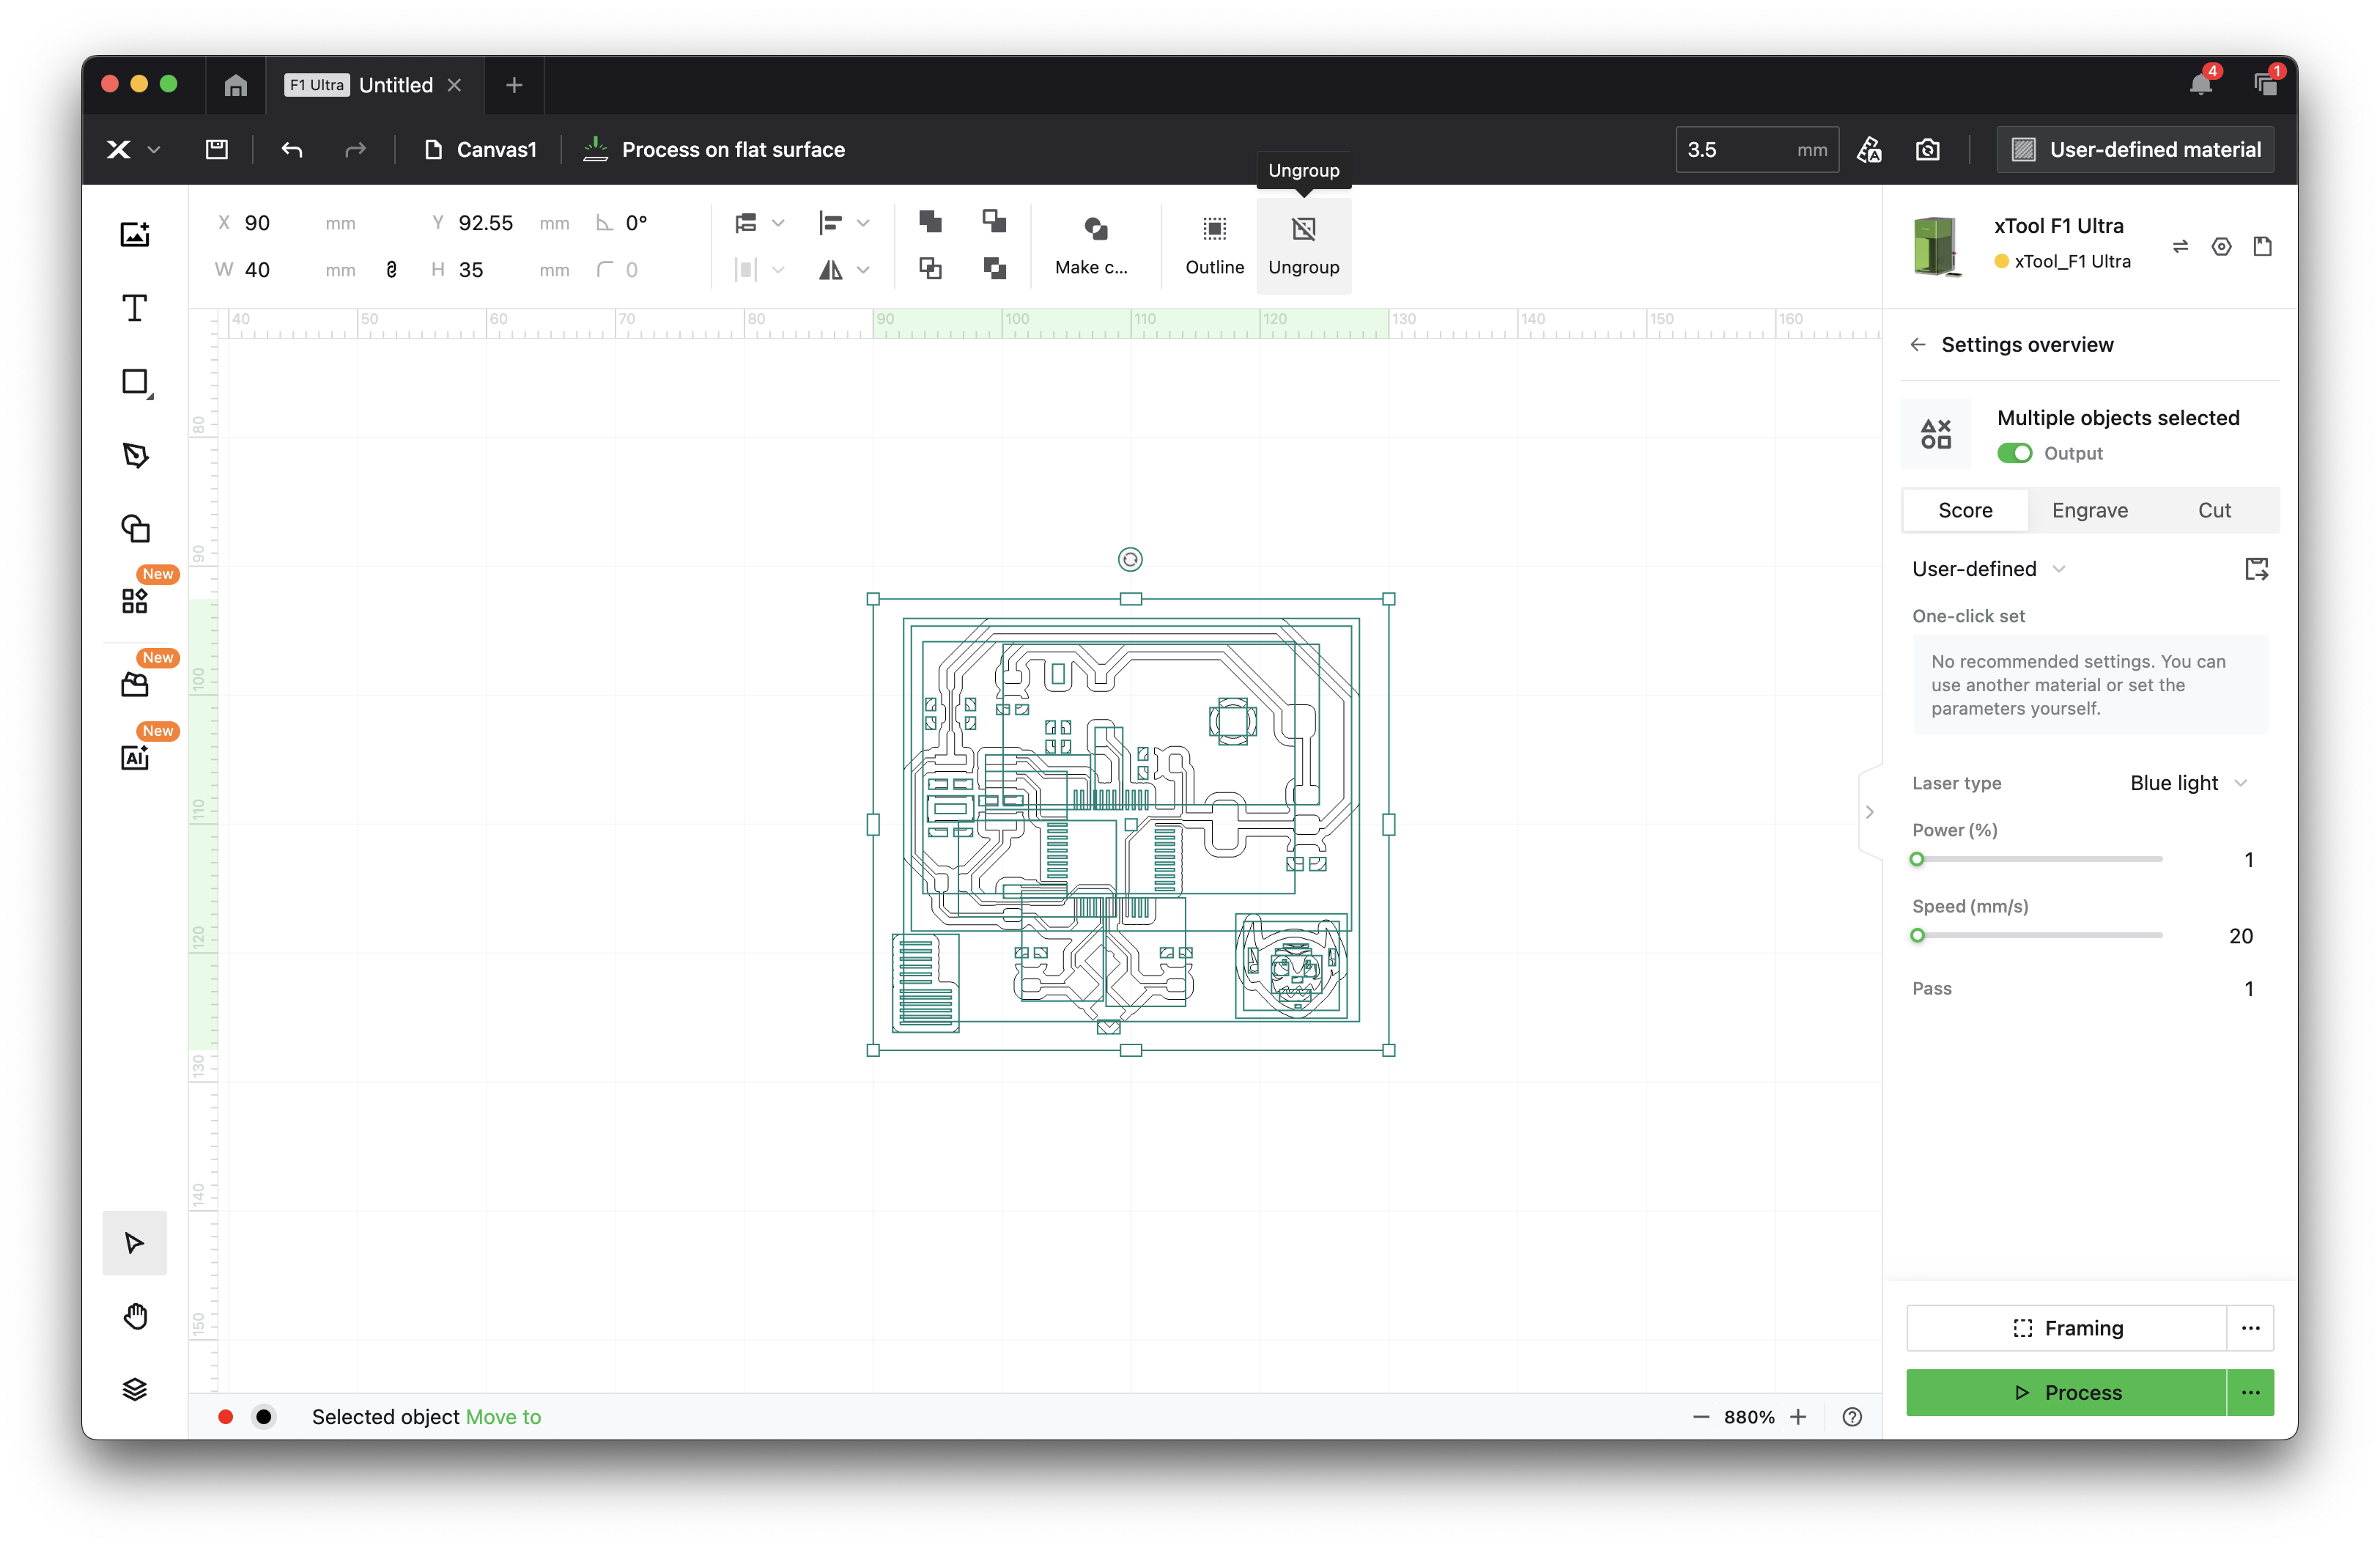 F1 Ultra Untitled
4
1
Canvas1
Process on flat surface
3.5 mm
User-defined material
Ungroup
X 90 mm Y 92.55 mm 0°
W 40 mm H 35 mm 0
Make c...
Outline
Ungroup
xTool F1 Ultra
xTool_F1 Ultra
40 50 60 70 80 90 100 110 120 130 140 150 160
80
90
100
110
120
130
140
150
New
New
New
AI
Settings overview
Multiple objects selected
Output
Score Engrave Cut
User-defined
One-click set
No recommended settings. You can
use another material or set the
parameters yourself.
Laser type Blue light
Power (%)
1
Speed (mm/s)
20
Pass 1
Framing
Process
Selected object Move to
880%